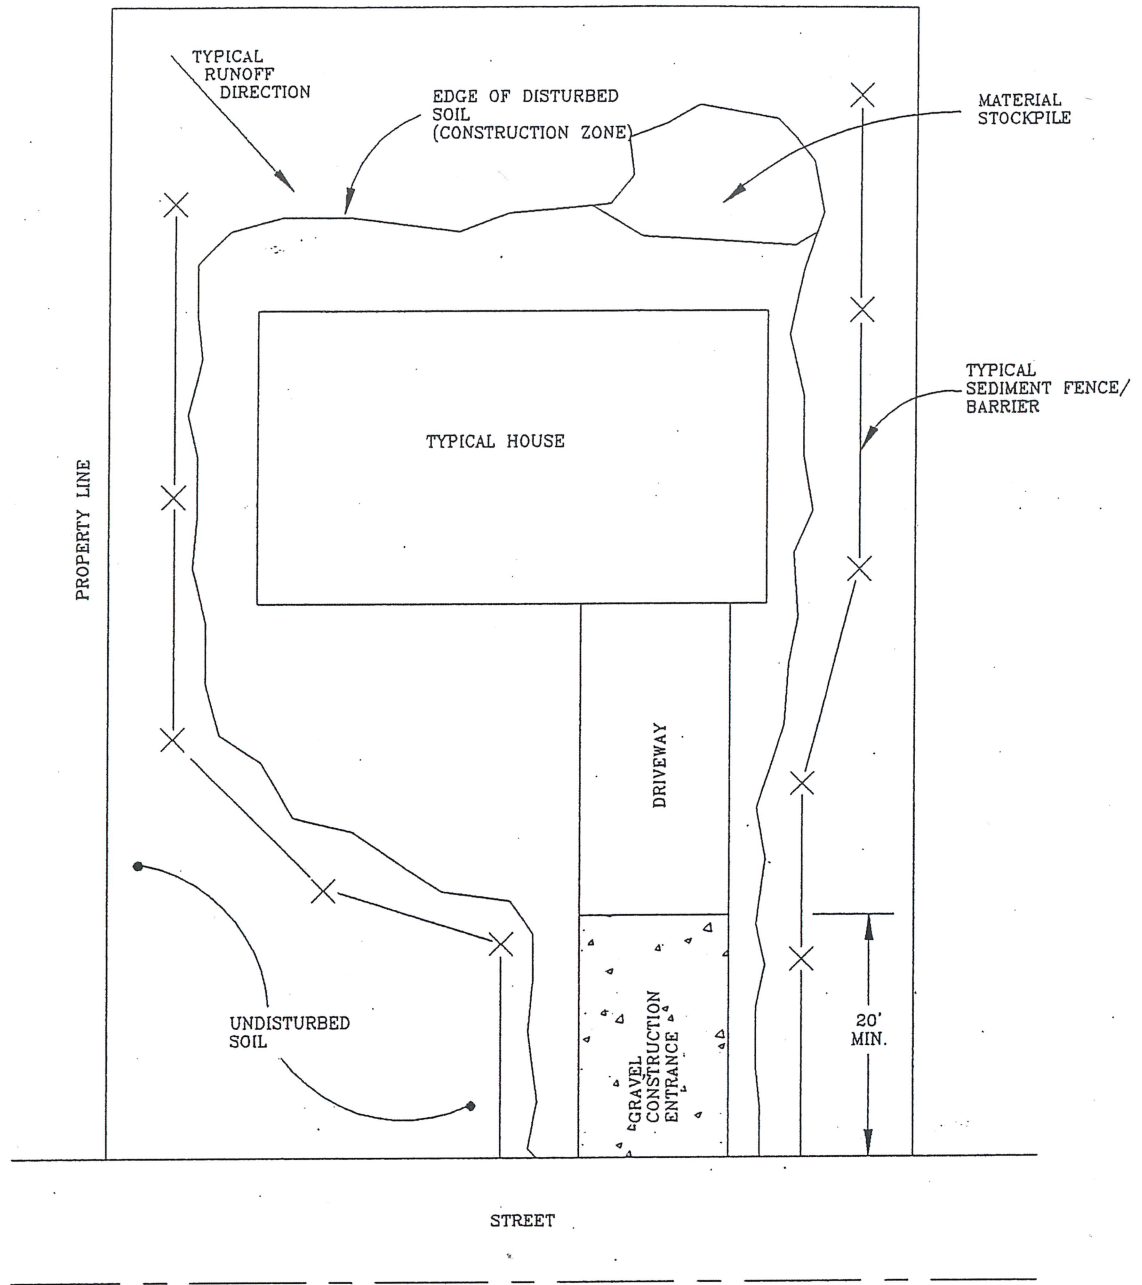 TYPICAL
RUNOFF
DIRECTION
EDGE OF DISTURBED
SOIL
(CONSTRUCTION ZONE)
MATERIAL
STOCKPILE
TYPICAL
SEDIMENT FENCE/
BARRIER
TYPICAL HOUSE
PROPERTY LINE
DRIVEWAY
UNDISTURBED
SOIL
GRAVEL
CONSTRUCTION
ENTRANCE
20'
MIN.
STREET